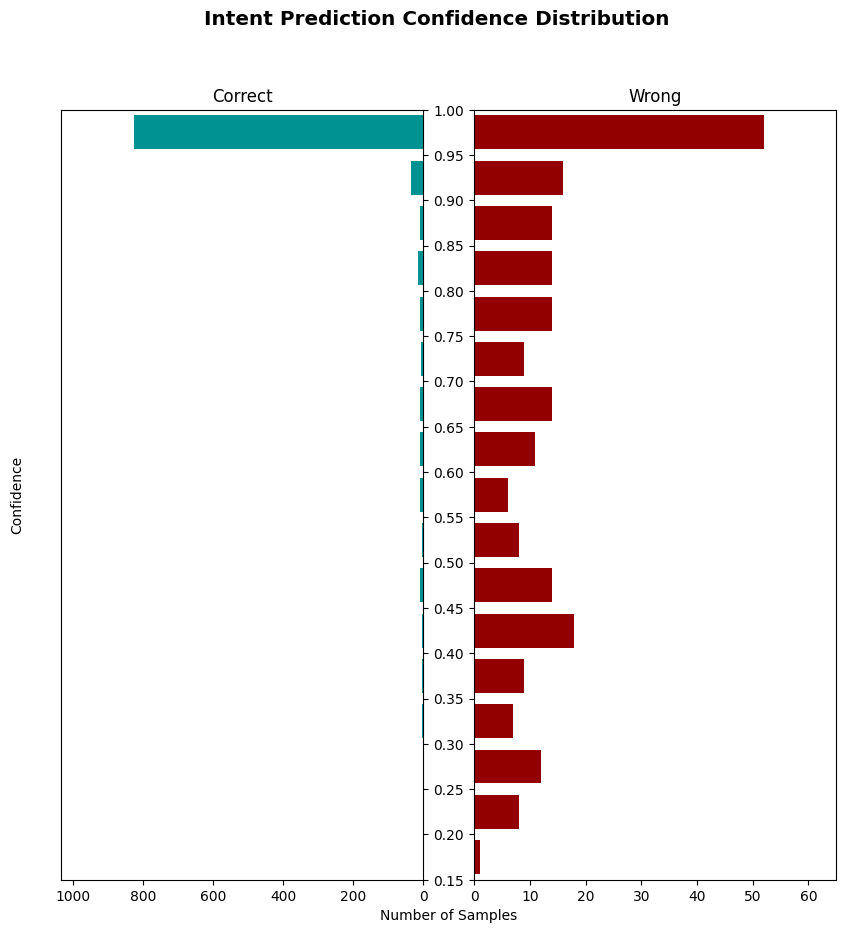 Intent Prediction Confidence Distribution
Correct
Wrong
Confidence
1.00
0.95
0.90
0.85
0.80
0.75
0.70
0.65
0.60
0.55
0.50
0.45
0.40
0.35
0.30
0.25
0.20
0.15
1000 800 600 400 200 0
0 10 20 30 40 50 60
Number of Samples